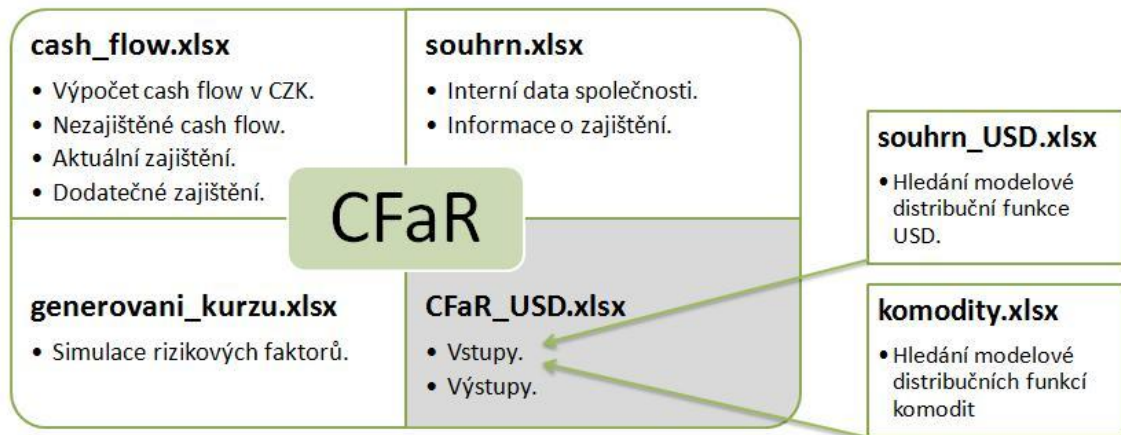 cash_flow.xlsx
• Výpočet cash flow v CZK.
• Nezajištěné cash flow.
• Aktuální zajištění.
• Dodatečné zajištění.
souhrn.xlsx
• Interní data společnosti.
• Informace o zajištění.
CFaR
generovani_kurzu.xlsx
• Simulace rizikových faktorů.
CFaR_USD.xlsx
• Vstupy.
• Výstupy.
souhrn_USD.xlsx
• Hledání modelové
distribuční funkce
USD.
komodity.xlsx
• Hledání modelové
distribučních funkcí
komodit